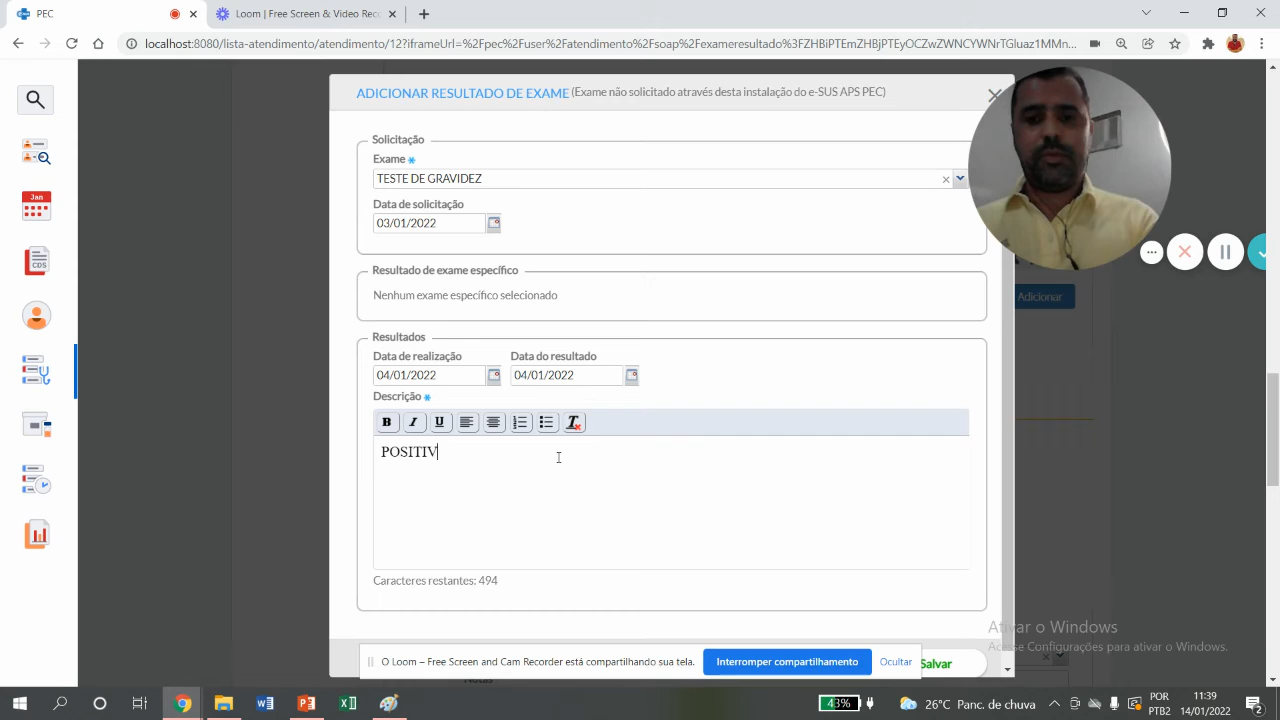 PEC
Loom | Free Screen & Video Rec
localhost:8080/lista-atendimento/atendimento/12?iframeUrl=%2Fpec%2Fuser%2Fatendimento%2Fsoap%2Fexameresultado%3FZHBiPTEmZHBjPTEyOCZwZWNCYWNrTGluaz1MMn...
ADICIONAR RESULTADO DE EXAME (Exame não solicitado através desta instalação do e-SUS APS PEC)
Solicitação
Exame
TESTE DE GRAVIDEZ
Data de solicitação
03/01/2022
Resultado de exame específico
Nenhum exame específico selecionado
Adicionar
Resultados
Data de realização
Data do resultado
04/01/2022
04/01/2022
Descrição
B I U
POSITIV
Caracteres restantes: 494
Jan
CDS
Ativar o Windows
Acesse Configurações para ativar o Windows.
O Loom – Free Screen and Cam Recorder está compartilhando sua tela.
Interromper compartilhamento
Ocultar
Salvar
Notas
43%
26°C Panc. de chuva
POR
PTB2
11:39
14/01/2022
2